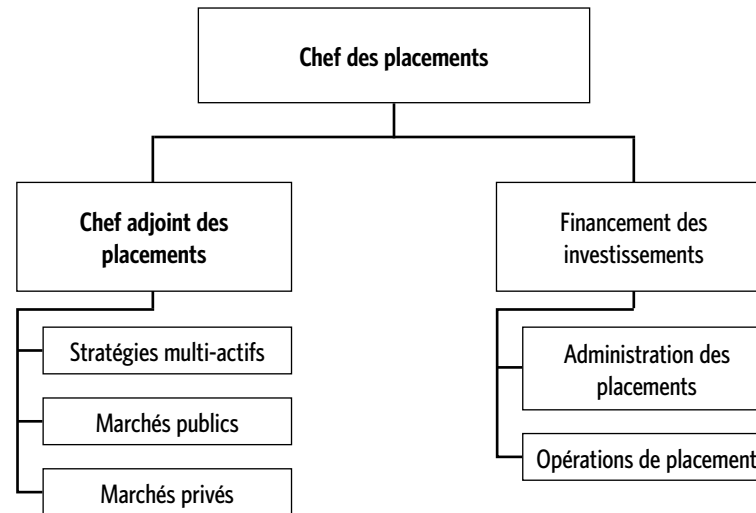 Chef des placements
Chef adjoint des
placements
Stratégies multi-actifs
Marchés publics
Marchés privés
Financement des
investissements
Administration des
placements
Opérations de placement